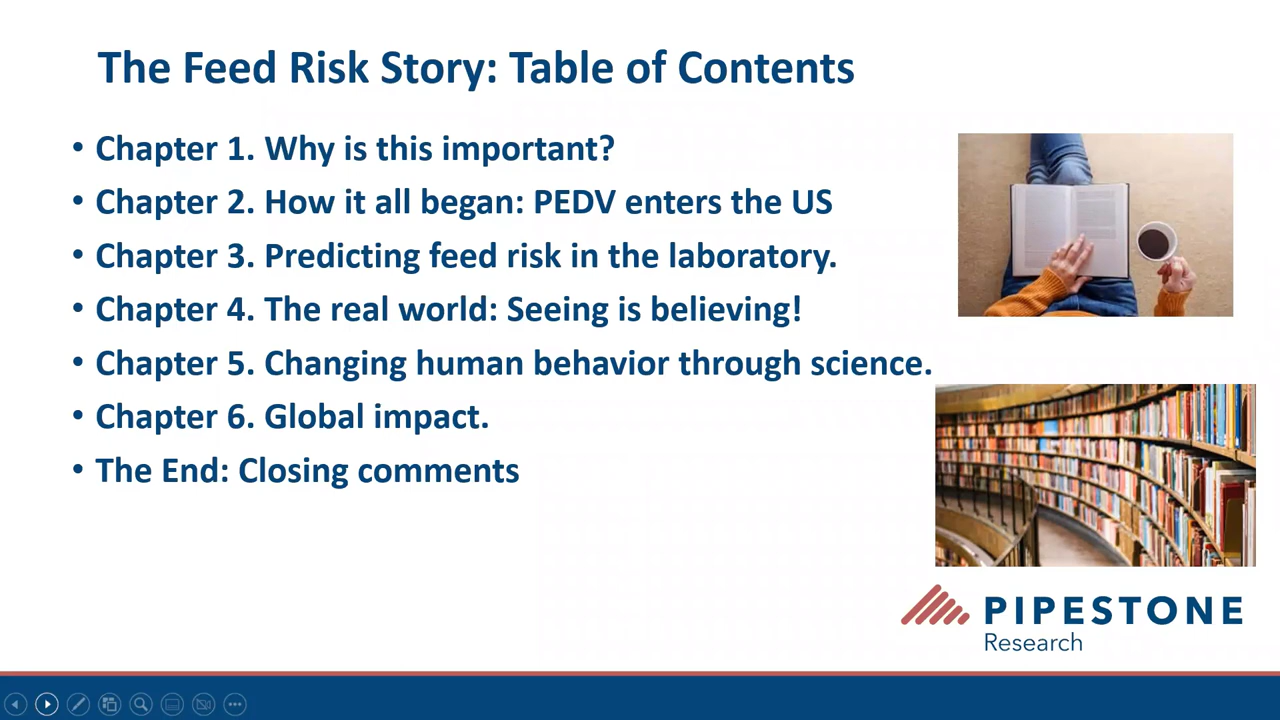 The Feed Risk Story: Table of Contents
• Chapter 1. Why is this important?
• Chapter 2. How it all began: PEDV enters the US
• Chapter 3. Predicting feed risk in the laboratory.
• Chapter 4. The real world: Seeing is believing!
• Chapter 5. Changing human behavior through science.
• Chapter 6. Global impact.
• The End: Closing comments
PIPESTONE
Research